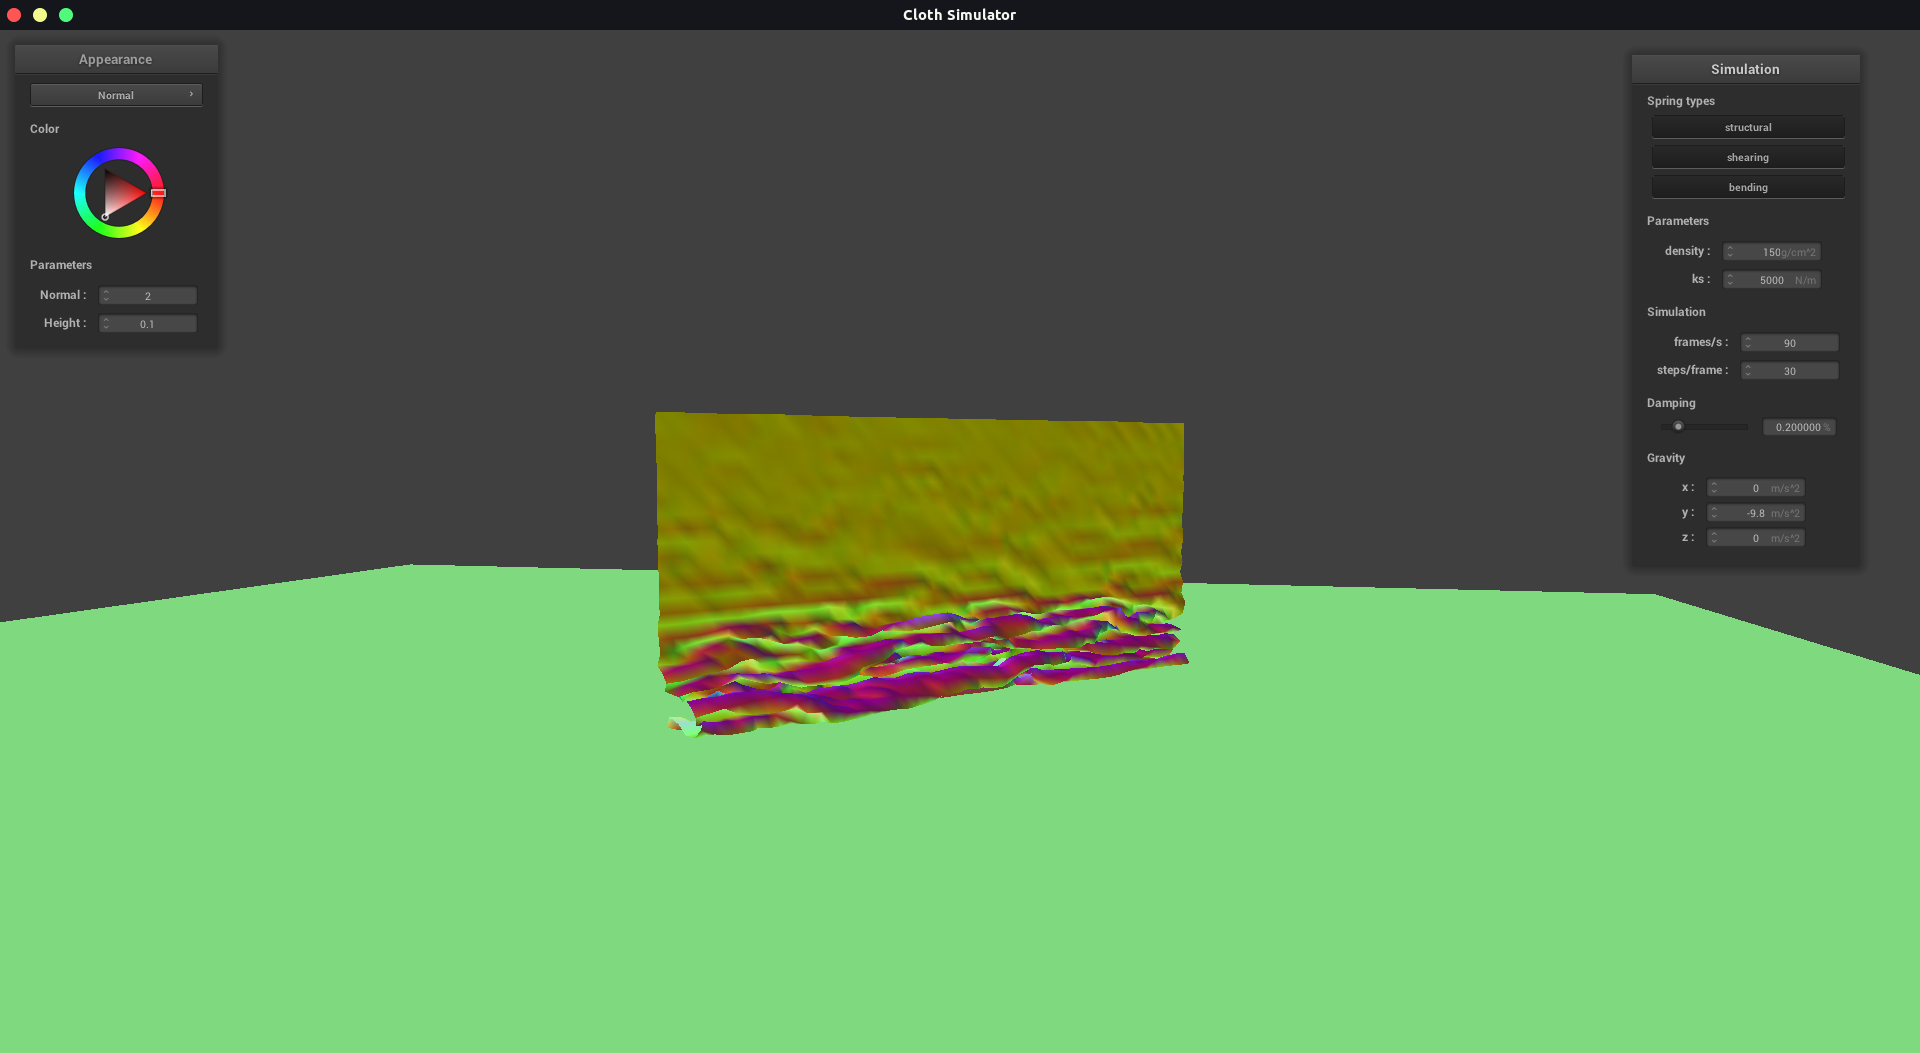 Cloth Simulator
Appearance
Normal
Color
Parameters
Normal : 2
Height : 0.1
Simulation
Spring types
structural
shearing
bending
Parameters
density : 150g/cm^2
ks : 5000 N/m
Simulation
frames/s : 90
steps/frame : 30
Damping
0.200000 %
Gravity
x : 0 m/s^2
y : -9.8 m/s^2
z : 0 m/s^2